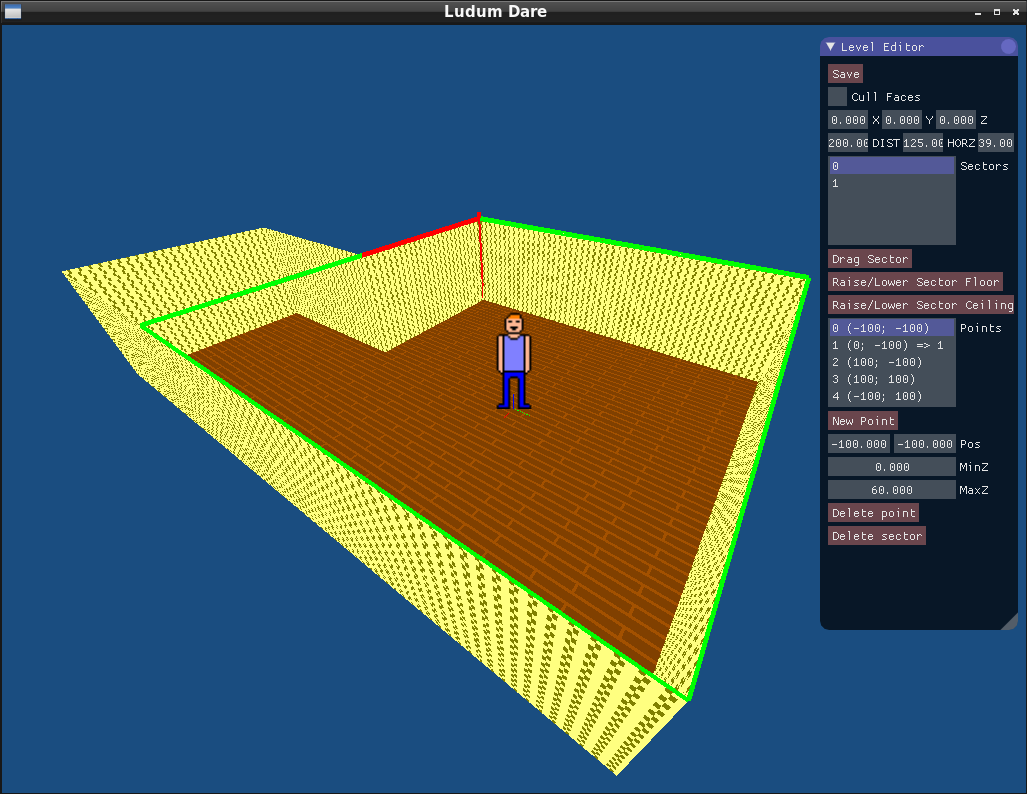 Ludum Dare
Level Editor
Save
Cull Faces
0.000 X 0.000 Y 0.000 Z
200.00 DIST 125.00 HORZ 39.00
0 Sectors
1
Drag Sector
Raise/Lower Sector Floor
Raise/Lower Sector Ceiling
0 (-100; -100) Points
1 (0; -100) => 1
2 (100; -100)
3 (100; 100)
4 (-100; 100)
New Point
-100.000 -100.000 Pos
0.000 MinZ
60.000 MaxZ
Delete point
Delete sector